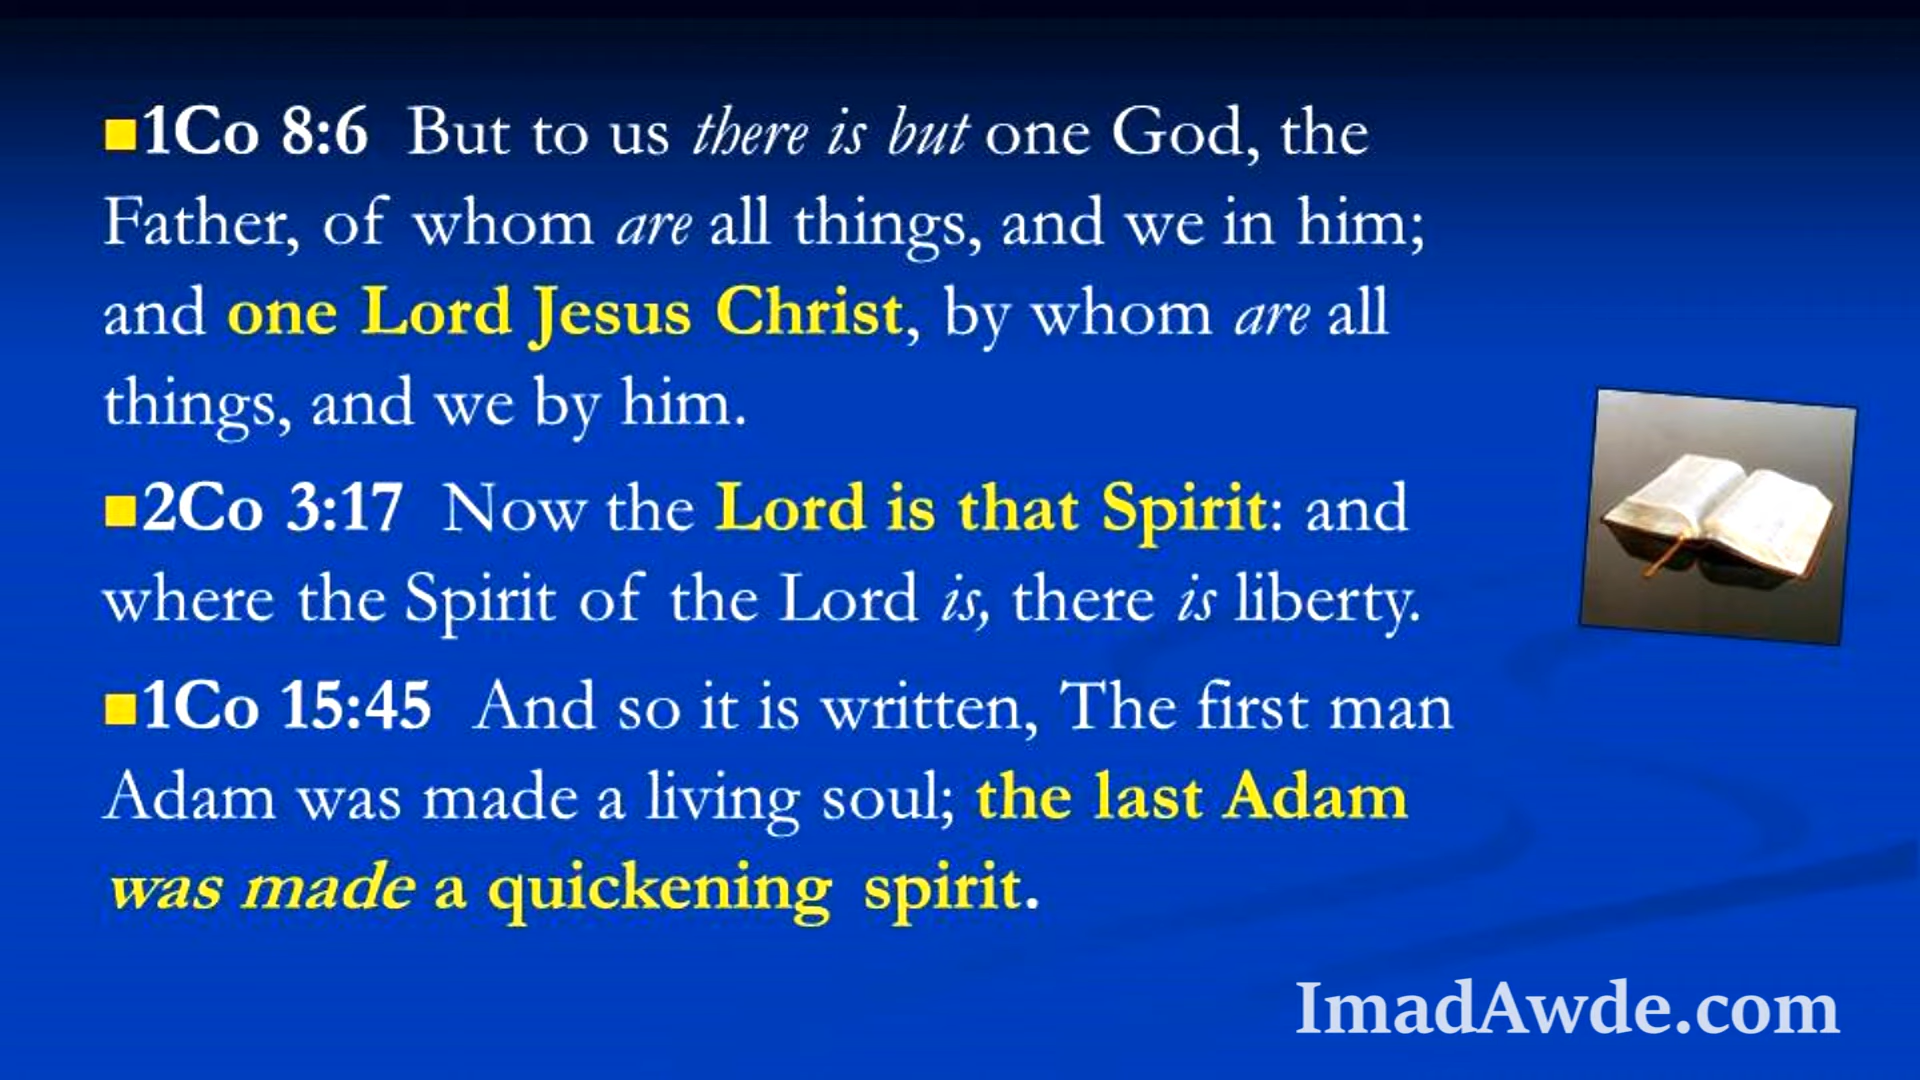 ■1Co 8:6 But to us there is but one God, the
Father, of whom are all things, and we in him;
and one Lord Jesus Christ, by whom are all
things, and we by him.
■2Co 3:17 Now the Lord is that Spirit: and
where the Spirit of the Lord is, there is liberty.
■1Co 15:45 And so it is written, The first man
Adam was made a living soul; the last Adam
was made a quickening spirit.
ImadAwde.com